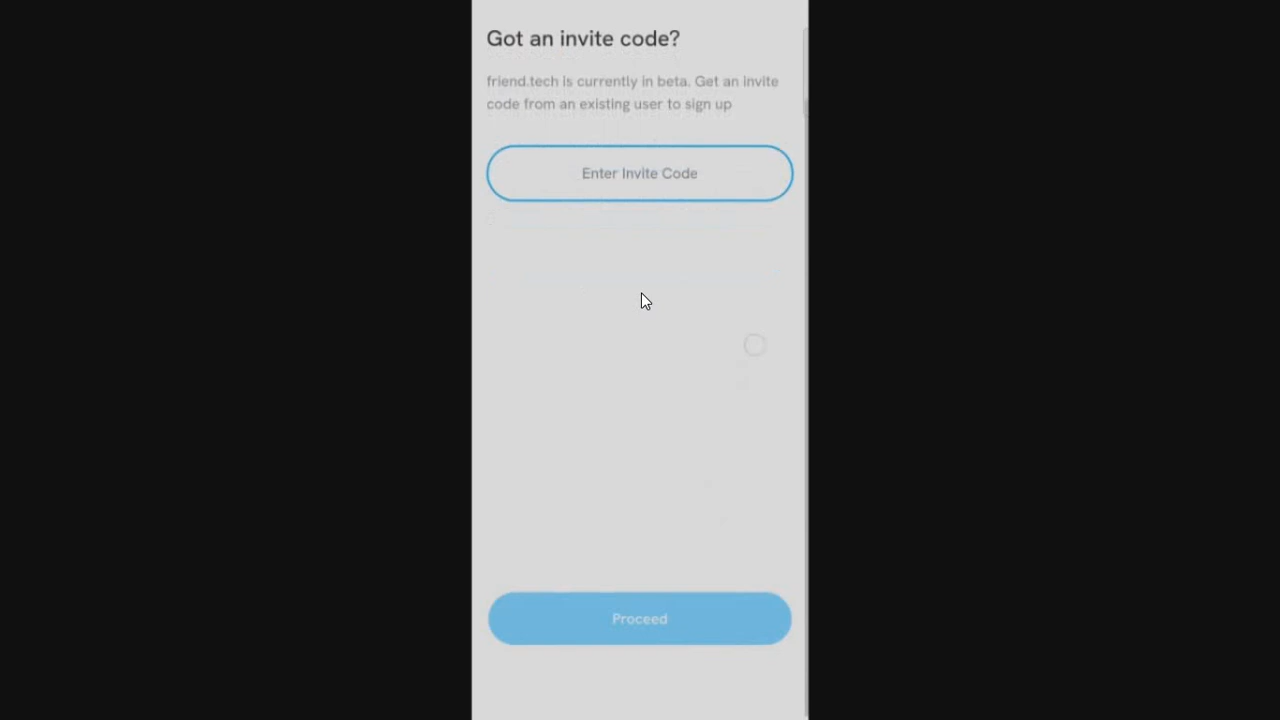 Got an invite code?
friend.tech is currently in beta. Get an invite
code from an existing user to sign up
Enter Invite Code
Proceed